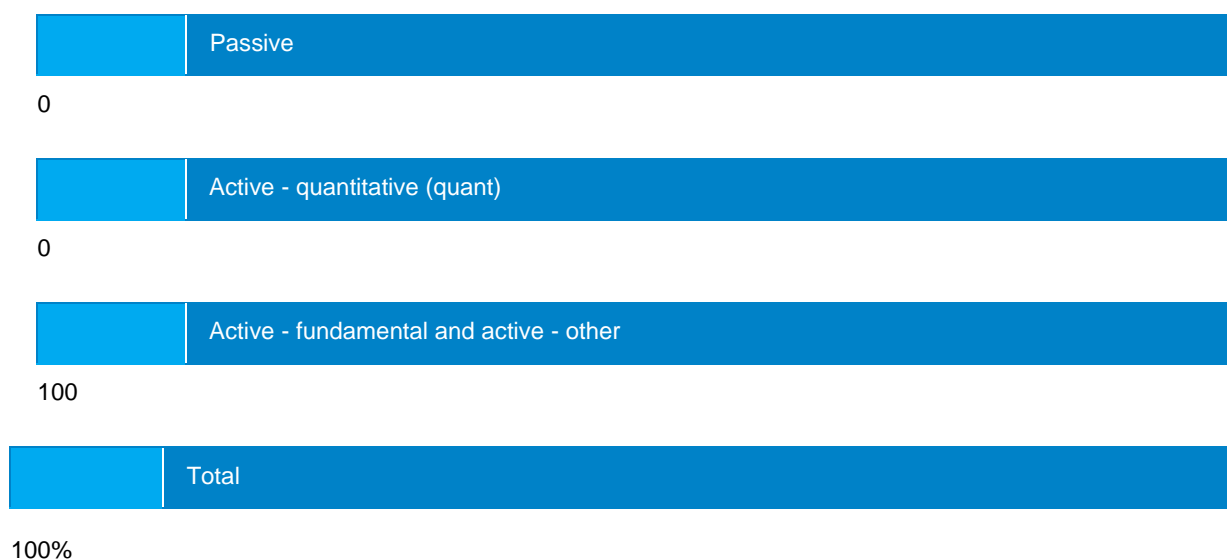 Passive
0
Active - quantitative (quant)
0
Active - fundamental and active - other
100
Total
100%